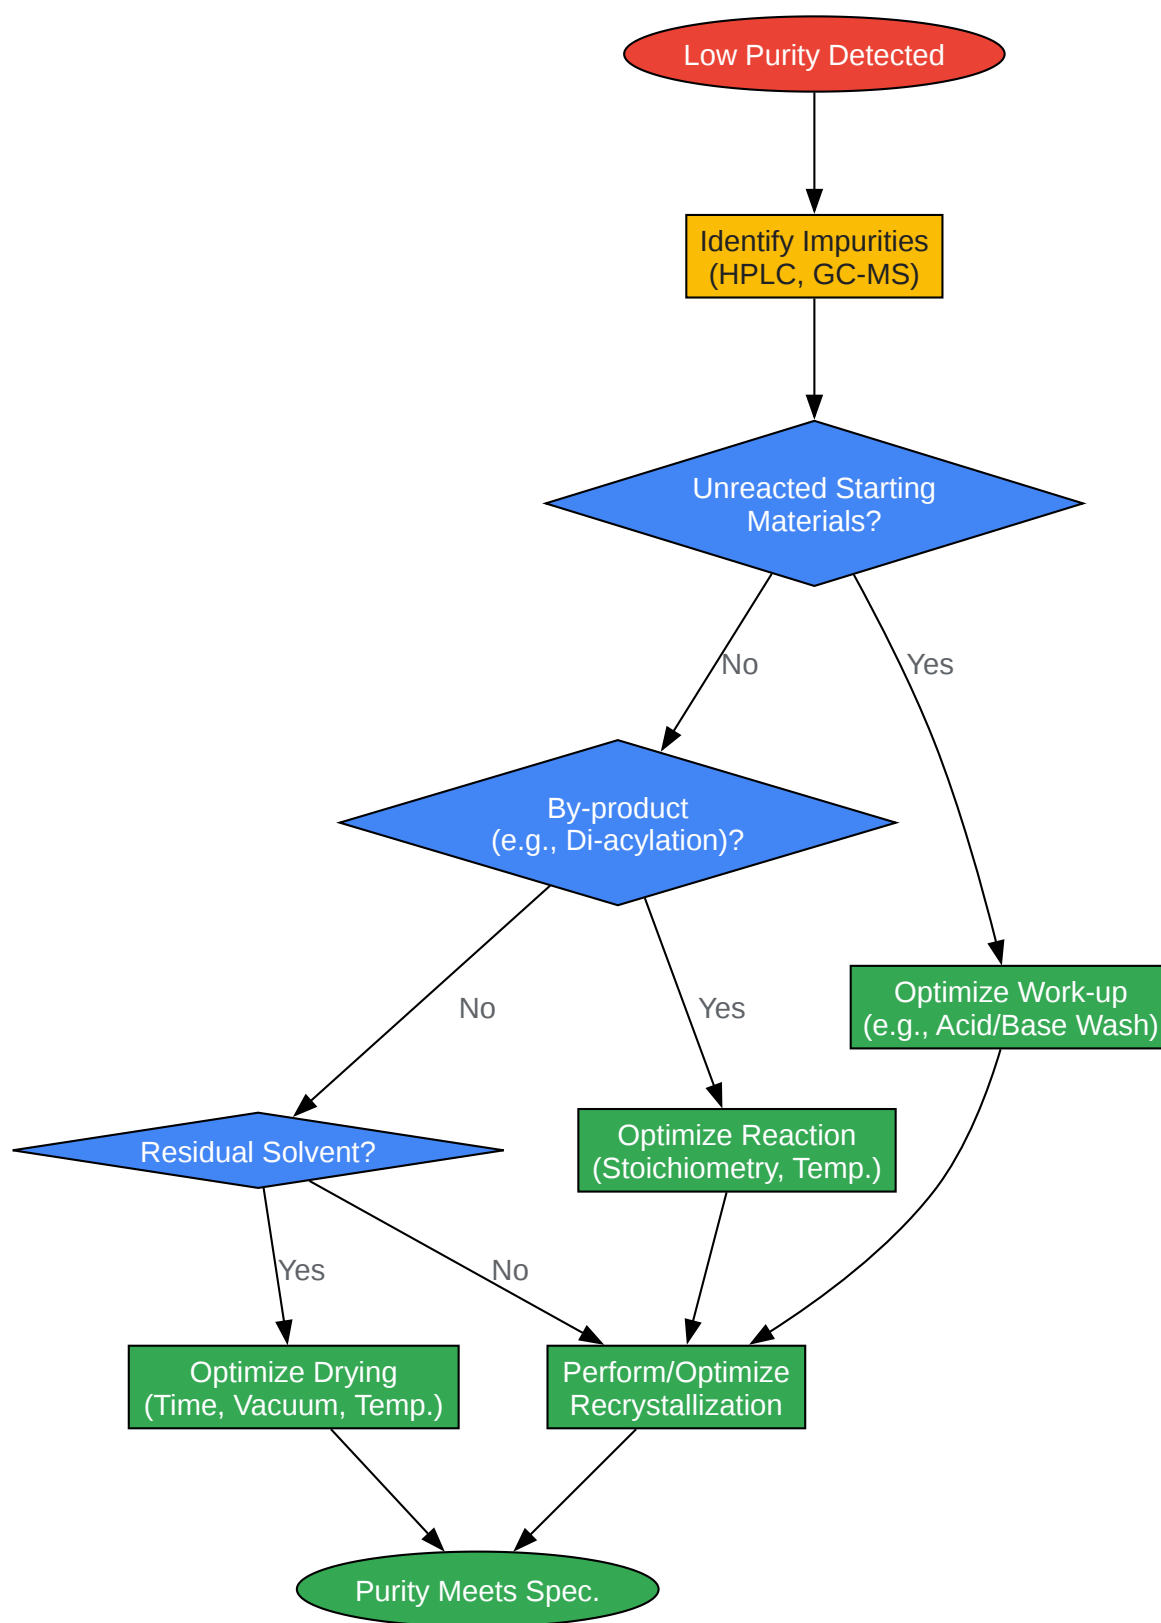 Low Purity Detected
Identify Impurities
(HPLC, GC-MS)
Unreacted Starting
Materials?
No
Yes
By-product
(e.g., Di-acylation)?
No
Yes
Optimize Work-up
(e.g., Acid/Base Wash)
Residual Solvent?
Optimize Reaction
(Stoichiometry, Temp.)
Yes
No
Optimize Drying
(Time, Vacuum, Temp.)
Perform/Optimize
Recrystallization
Purity Meets Spec.